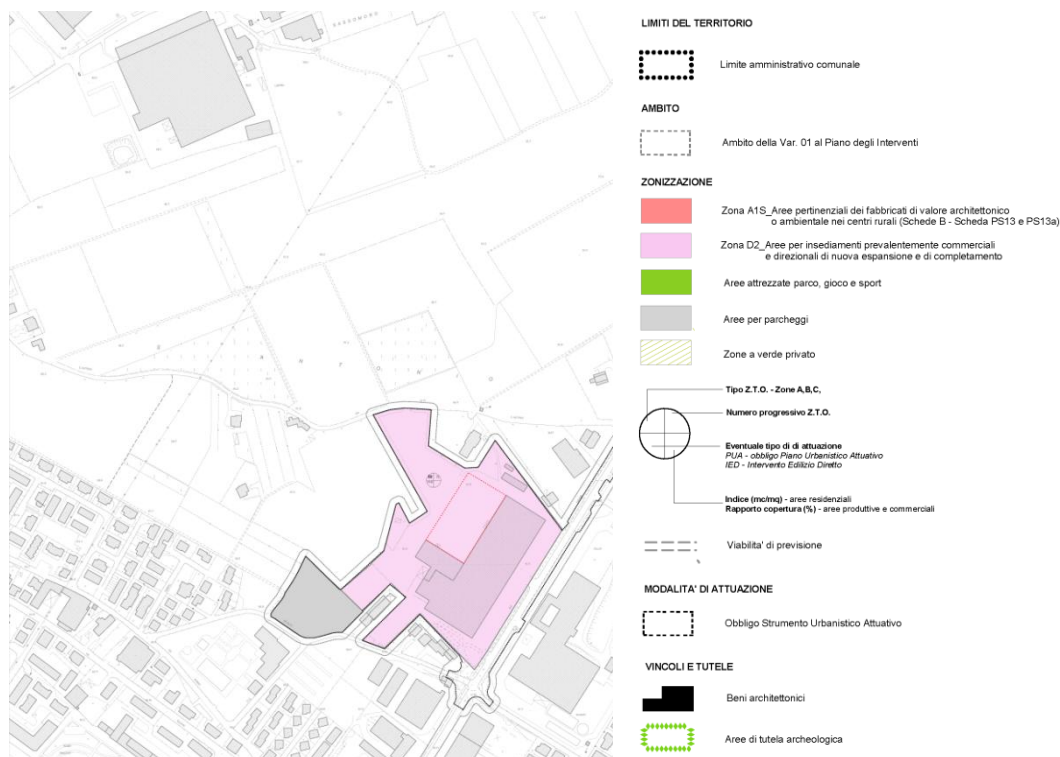 LIMITI DEL TERRITORIO
Limite amministrativo comunale
AMBITO
Ambito della Var. 01 al Piano degli Interventi
ZONIZZAZIONE
Zona A1S_Aree pertinenziali dei fabbricati di valore architettonico
o ambientale nei centri rurali (Schede B - Scheda PS13 e PS13a)
Zona D2_Aree per insediamenti prevalentemente commerciali
e direzionali di nuova espansione e di completamento
Aree attrezzate parco, gioco e sport
Aree per parcheggi
Zone a verde privato
Tipo Z.T.O. - Zone A,B,C,
Numero progressivo Z.T.O.
Eventuale tipo di di attuazione
PUA - obbligo Piano Urbanistico Attuativo
IED - Intervento Edilizio Diretto
Indice (mc/mq) - aree residenziali
Rapporto copertura (%) - aree produttive e commerciali
Viabilita' di previsione
MODALITA' DI ATTUAZIONE
Obbligo Strumento Urbanistico Attuativo
VINCOLI E TUTELE
Beni architettonici
Aree di tutela archeologica